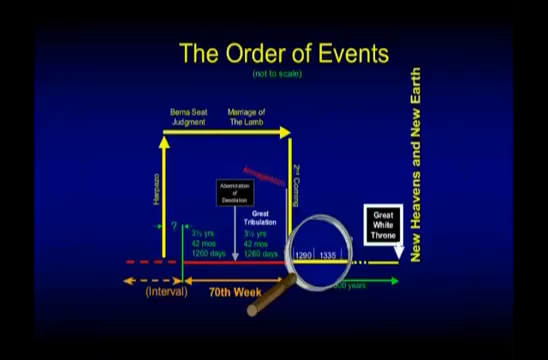 The Order of Events
(not to scale)
Bema Seat
Judgment
Marriage of
The Lamb
Harpazo
2nd Coming
New Heavens and New Earth
Abomination
of
Desolation
Great
Tribulation
?
3½ yrs
42 mos
1260 days
3½ yrs
42 mos
1260 days
Great
White
Throne
1290
1335
(Interval)
70th Week
years